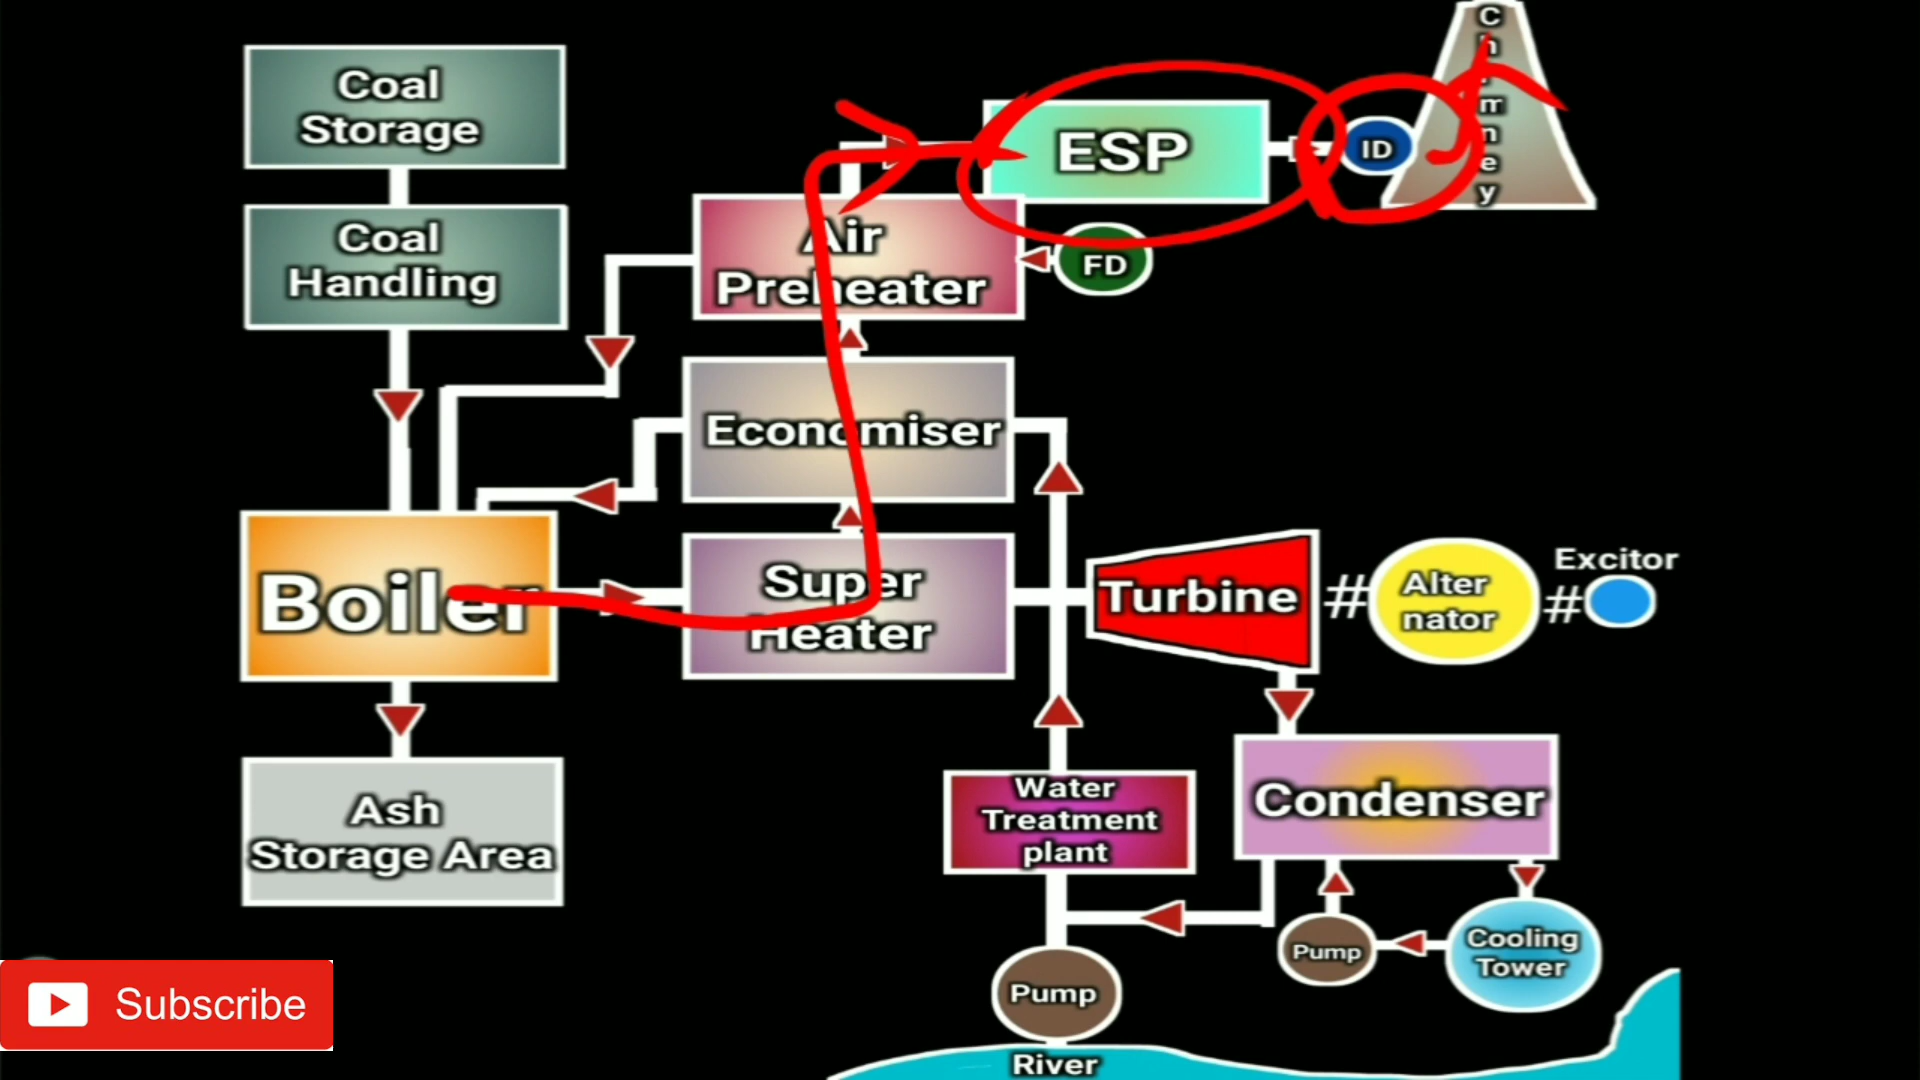 Coal
Storage
Coal
Handling
Boiler
Ash
Storage Area
Air
Preheater
Economiser
Super
Heater
ESP
FD
ID
Chimney
Turbine
#
Alter
nator
#
Excitor
Condenser
Water
Treatment
plant
Pump
Cooling
Tower
Pump
River
Subscribe